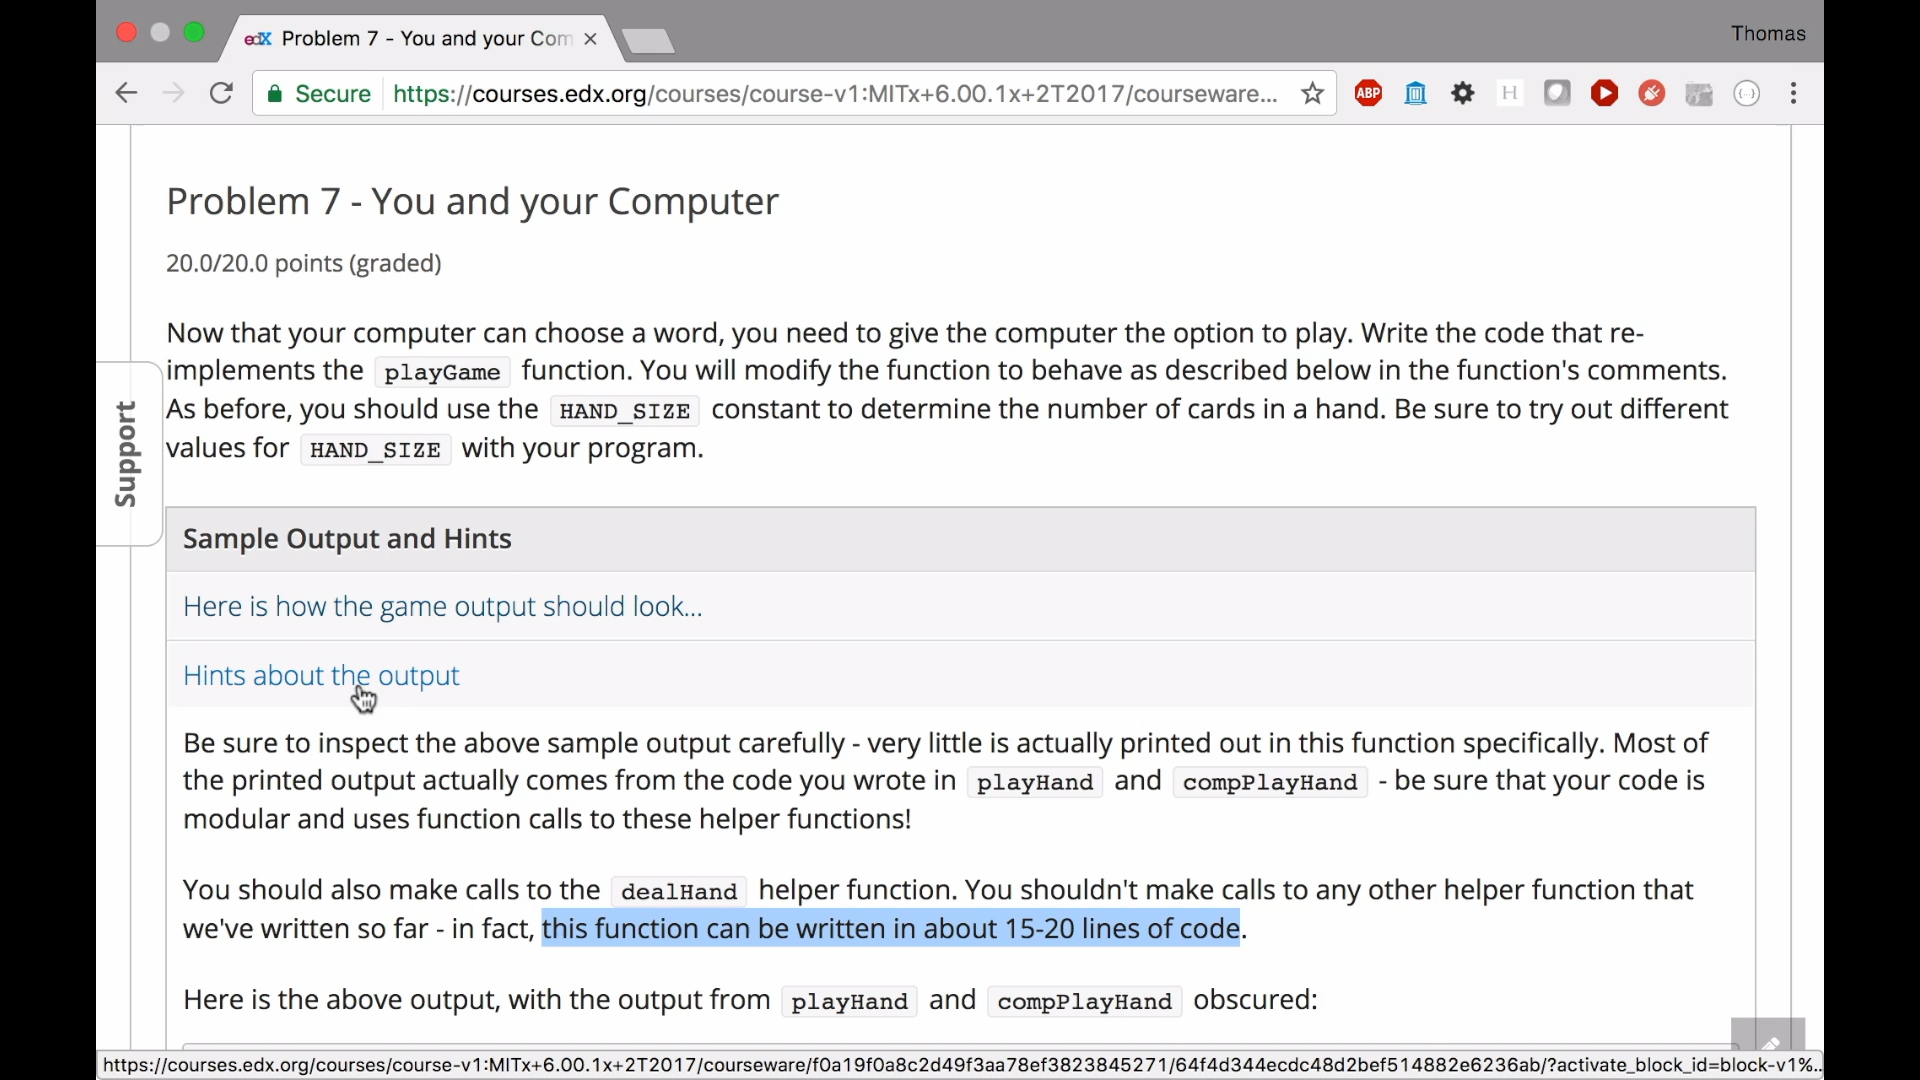 edX Problem 7 - You and your Com
Thomas
Secure https://courses.edx.org/courses/course-v1:MITx+6.00.1x+2T2017/courseware...
ABP
H
Problem 7 - You and your Computer
20.0/20.0 points (graded)
Now that your computer can choose a word, you need to give the computer the option to play. Write the code that re-
implements the playGame function. You will modify the function to behave as described below in the function's comments.
As before, you should use the HAND_SIZE constant to determine the number of cards in a hand. Be sure to try out different
values for HAND_SIZE with your program.
Support
Sample Output and Hints
Here is how the game output should look...
Hints about the output
Be sure to inspect the above sample output carefully - very little is actually printed out in this function specifically. Most of
the printed output actually comes from the code you wrote in playHand and compPlayHand - be sure that your code is
modular and uses function calls to these helper functions!
You should also make calls to the dealHand helper function. You shouldn't make calls to any other helper function that
we've written so far - in fact, this function can be written in about 15-20 lines of code.
Here is the above output, with the output from playHand and compPlayHand obscured:
https://courses.edx.org/courses/course-v1:MITx+6.00.1x+2T2017/courseware/f0a19f0a8c2d49f3aa78ef3823845271/64f4d344ecdc48d2bef514882e6236ab/?activate_block_id=block-v1%...